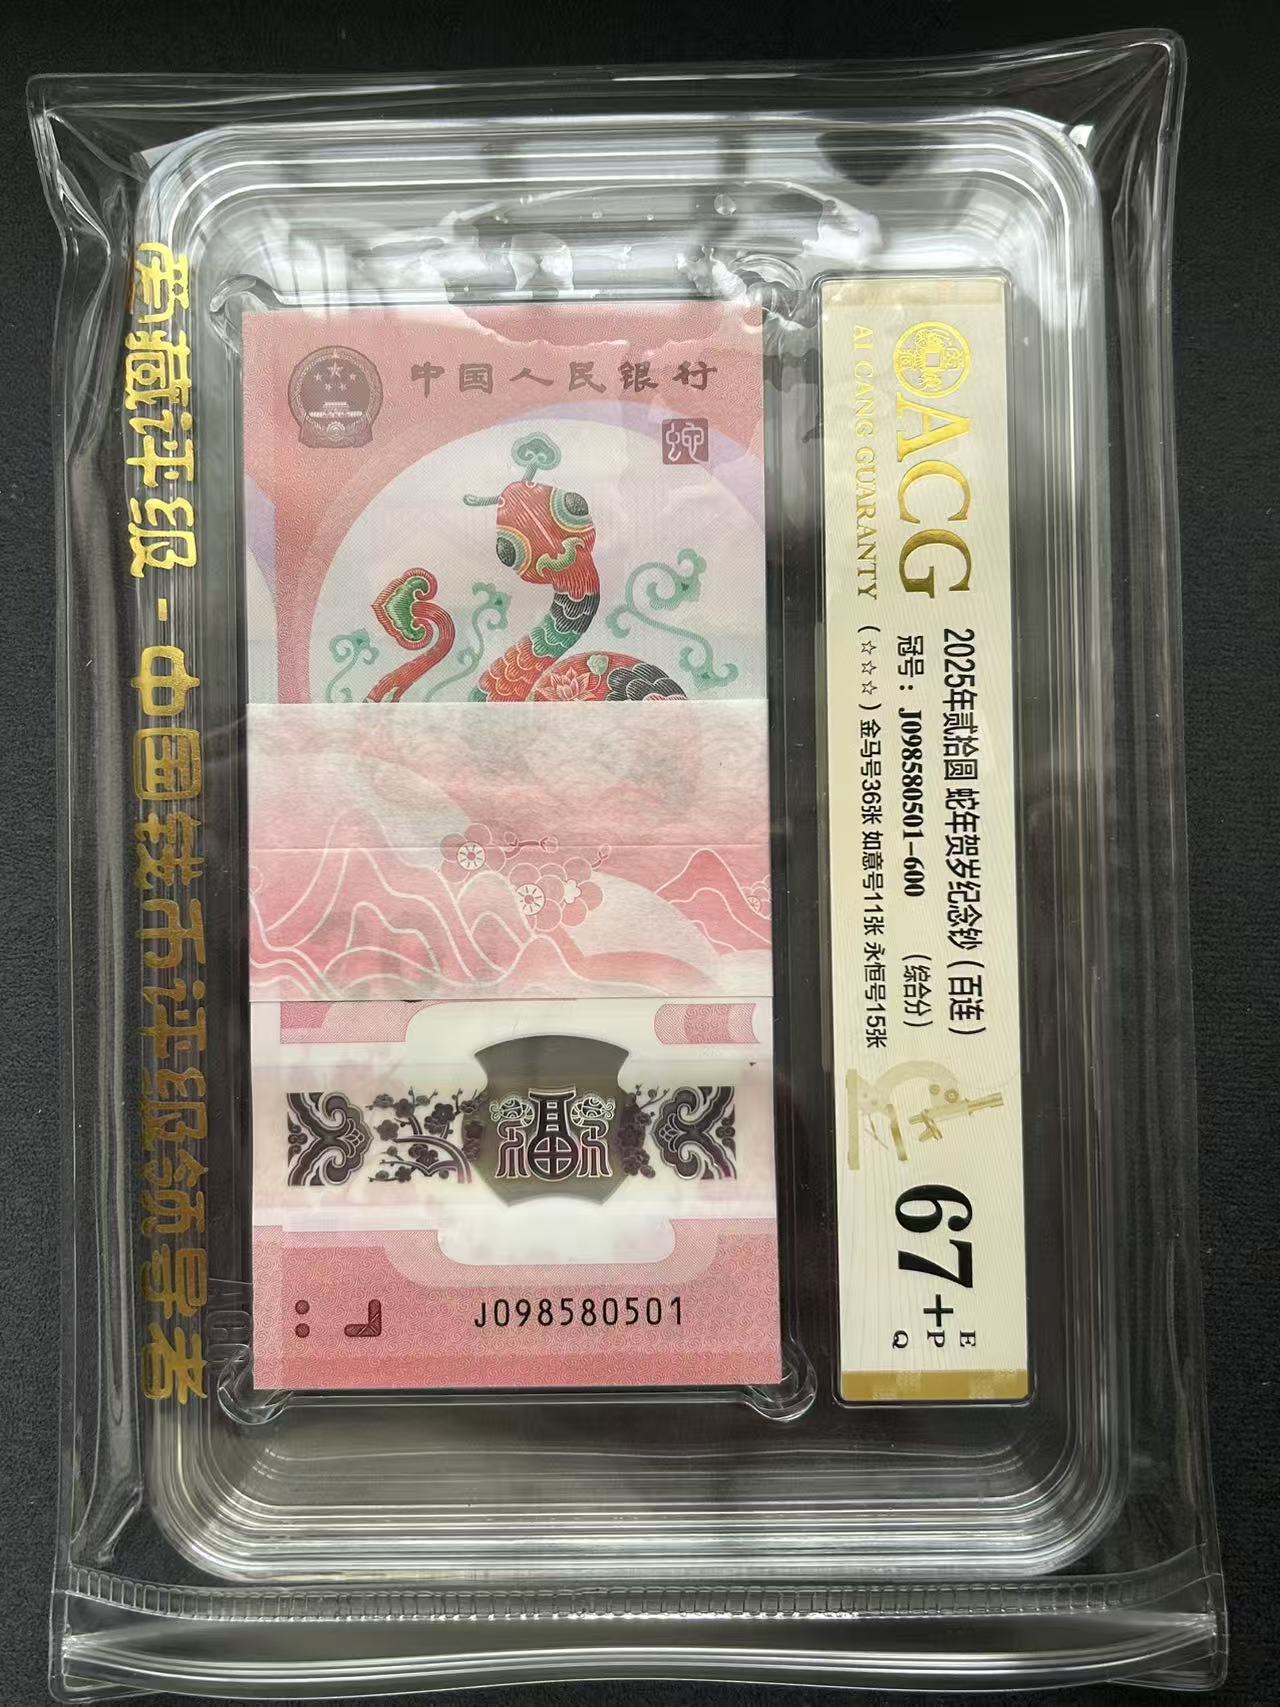 爱藏评级-中国钱币评级领导者
中国人民银行
蛇
J098580501
ACG
AI CANG GUARANTY
2025年贰拾圆 蛇年贺岁纪念钞（百连）
冠号：J098580501-600 （综合分）
（☆☆☆）金马号36张 如意号11张 永恒号15张
67+
E
P
Q